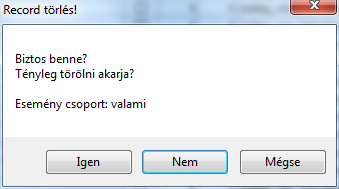 Record törlés!
Biztos benne?
Tényleg törölni akarja?
Esemény csoport: valami
Igen
Nem
Mégse